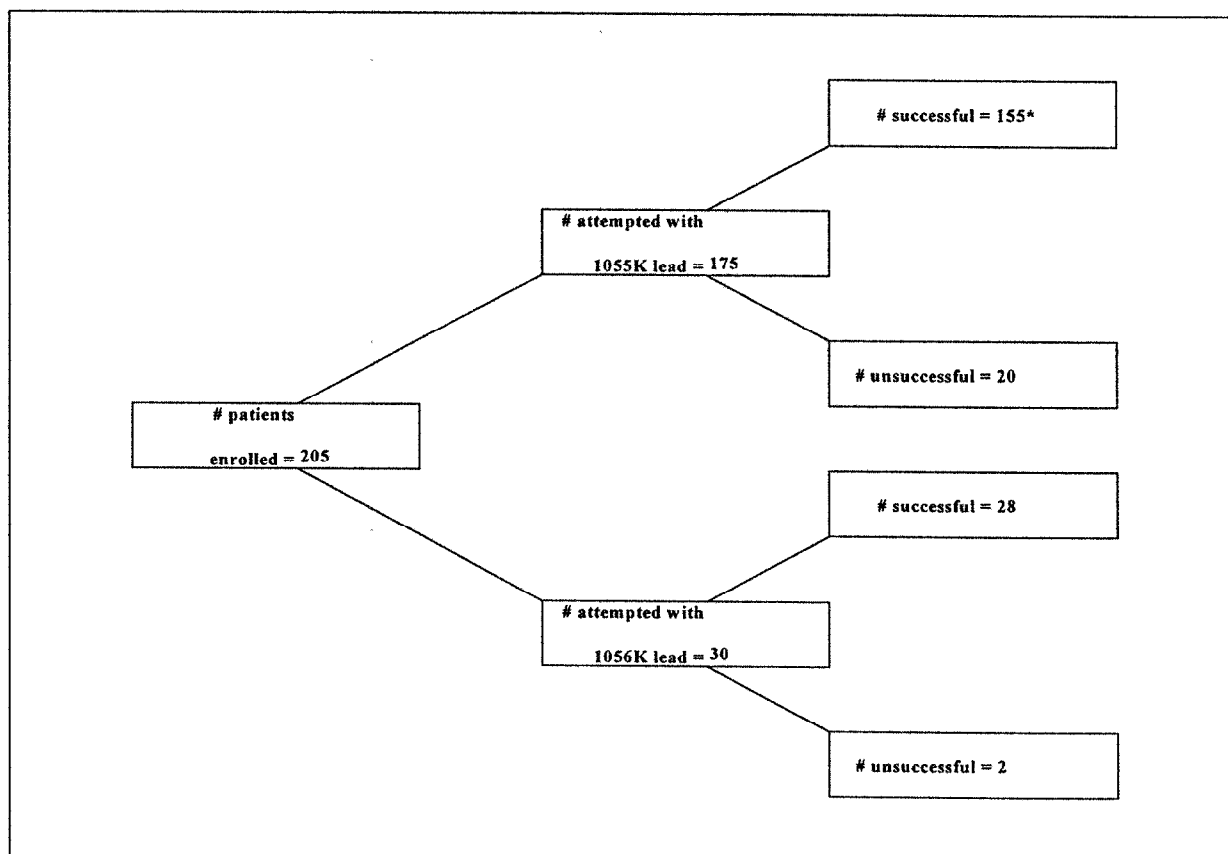 # successful = 155*
# attempted with
1055K lead = 175
# unsuccessful = 20
# patients
enrolled = 205
# successful = 28
# attempted with
1056K lead = 30
# unsuccessful = 2